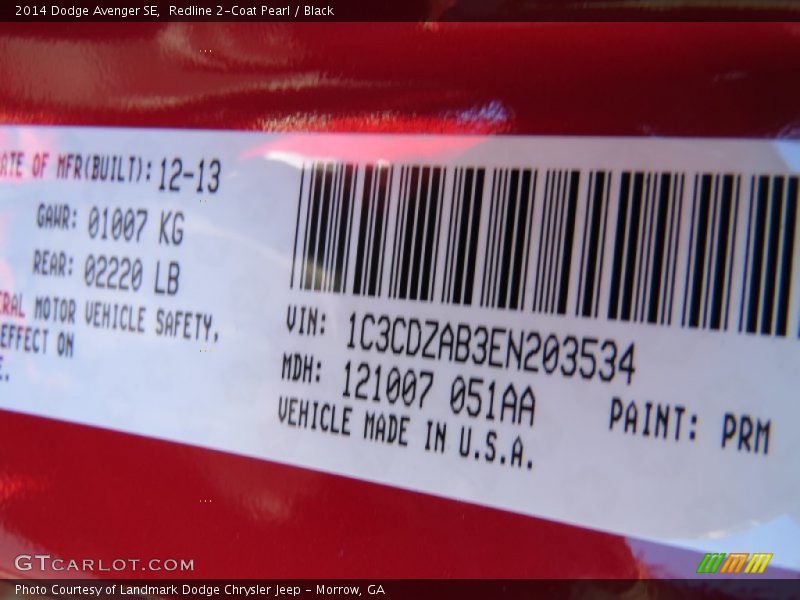 2014 Dodge Avenger SE,  Redline 2-Coat Pearl / Black
ATE OF MFR(BUILT): 12-13
GAWR: 01007 KG
REAR: 02220 LB
ERAL MOTOR VEHICLE SAFETY,
EFFECT ON
E.
VIN: 1C3CDZAB3EN203534
MDH: 121007 051AA
PAINT: PRM
VEHICLE MADE IN U.S.A.
GTCARLOT.COM
Photo Courtesy of Landmark Dodge Chrysler Jeep - Morrow, GA